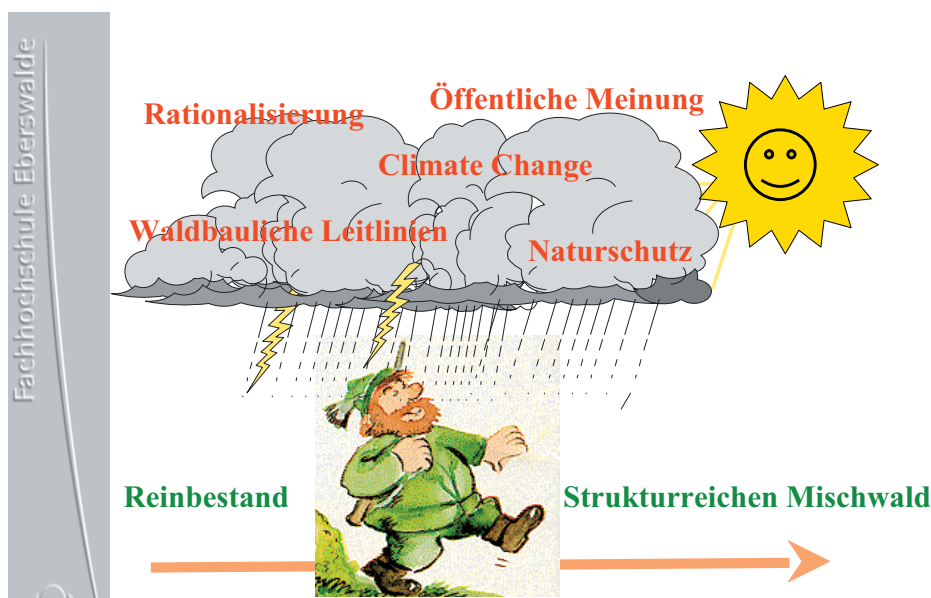 Fachhochschule Eberswalde
Rationalisierung
Öffentliche Meinung
Climate Change
Waldbauliche Leitlinien
Naturschutz
Reinbestand
Strukturreichen Mischwald